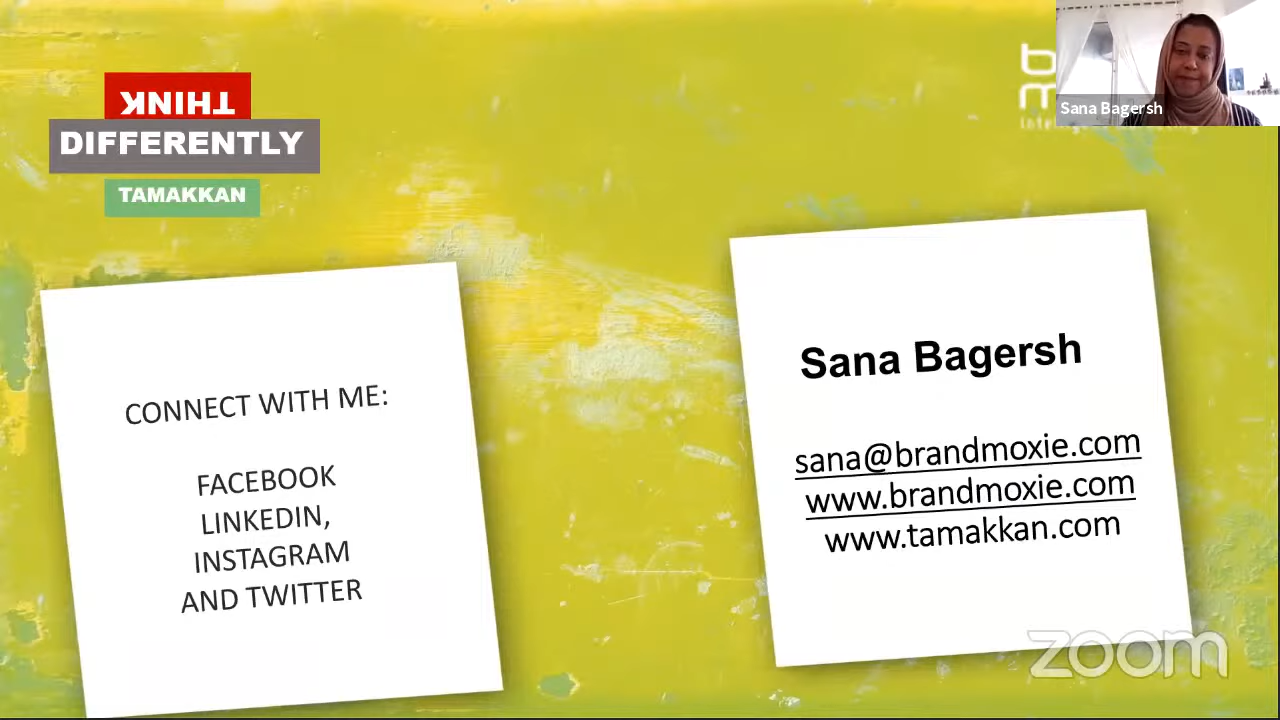 THINK
DIFFERENTLY
TAMAKKAN
Sana Bagersh
CONNECT WITH ME:
FACEBOOK
LINKEDIN,
INSTAGRAM
AND TWITTER
Sana Bagersh
sana@brandmoxie.com
www.brandmoxie.com
www.tamakkan.com
zoom